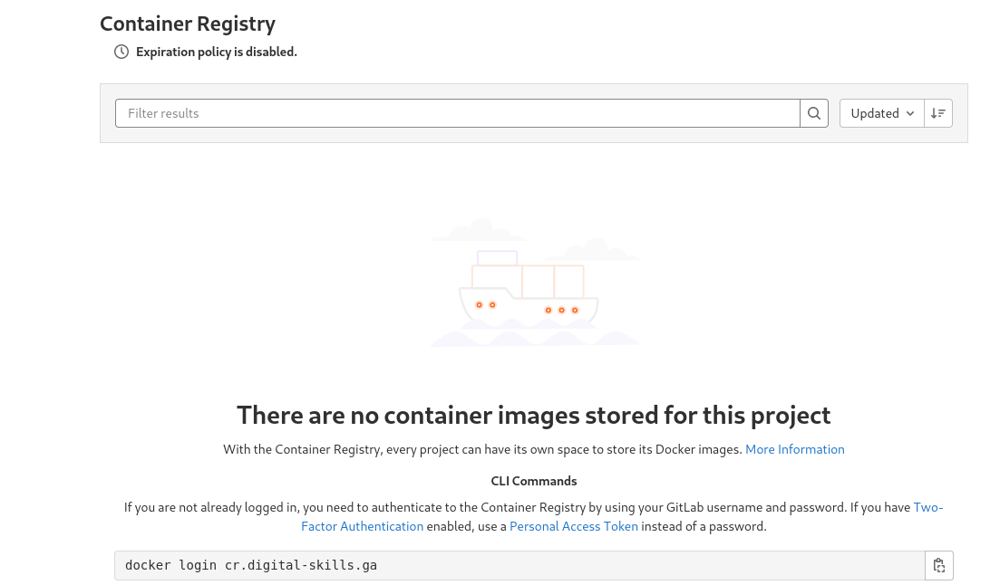 Container Registry
Expiration policy is disabled.
Filter results
Updated
There are no container images stored for this project
With the Container Registry, every project can have its own space to store its Docker images. More Information
CLI Commands
If you are not already logged in, you need to authenticate to the Container Registry by using your GitLab username and password. If you have Two-
Factor Authentication enabled, use a Personal Access Token instead of a password.
docker login cr.digital-skills.ga